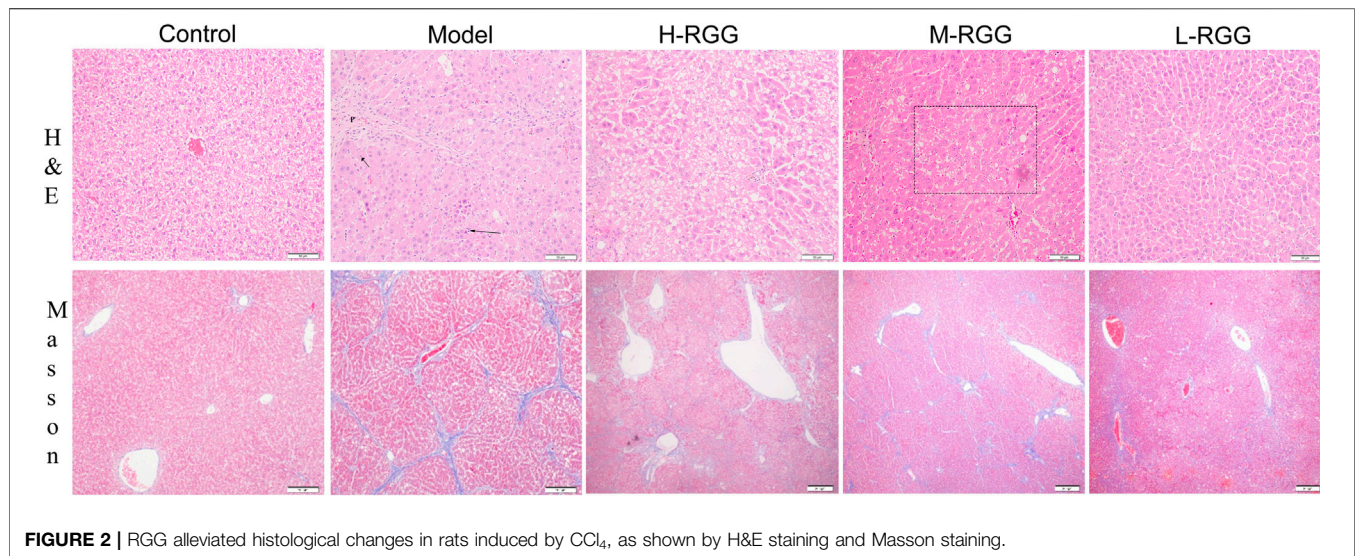 Control Model H-RGG M-RGG L-RGG
H
&
E
P
M
a
s
s
o
n
FIGURE 2 | RGG alleviated histological changes in rats induced by CCl₄, as shown by H&E staining and Masson staining.